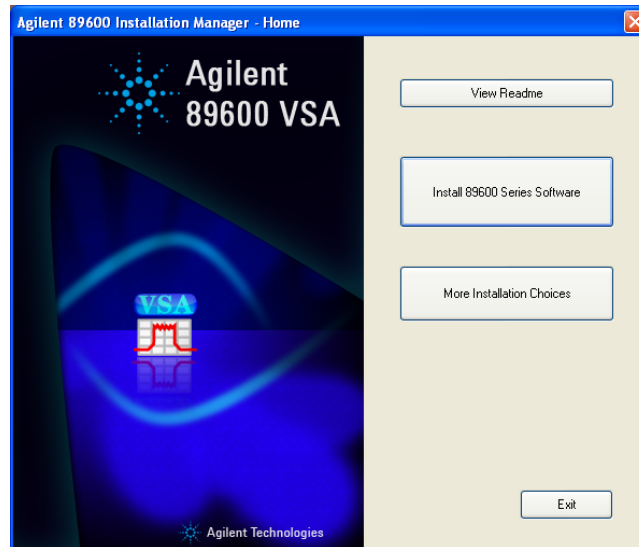 Agilent 89600 Installation Manager - Home
Agilent
89600 VSA
View Readme
Install 89600 Series Software
VSA
More Installation Choices
Exit
Agilent Technologies